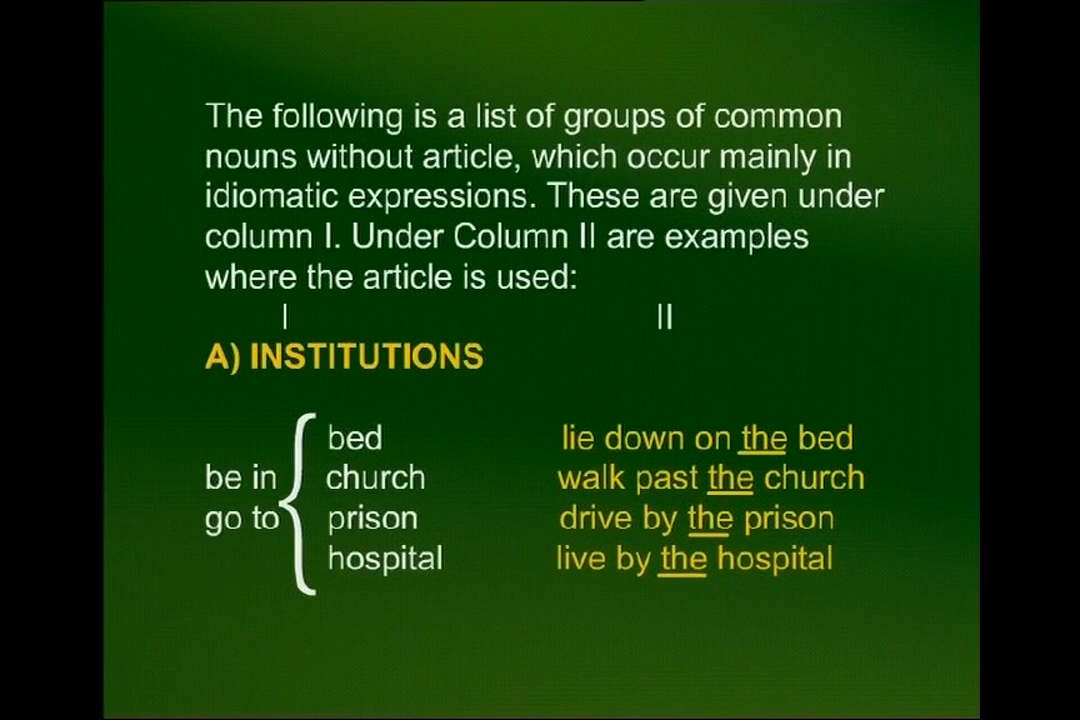 The following is a list of groups of common
nouns without article, which occur mainly in
idiomatic expressions. These are given under
column I. Under Column II are examples
where the article is used:
I II
A) INSTITUTIONS
bed lie down on the bed
be in church walk past the church
go to prison drive by the prison
hospital live by the hospital